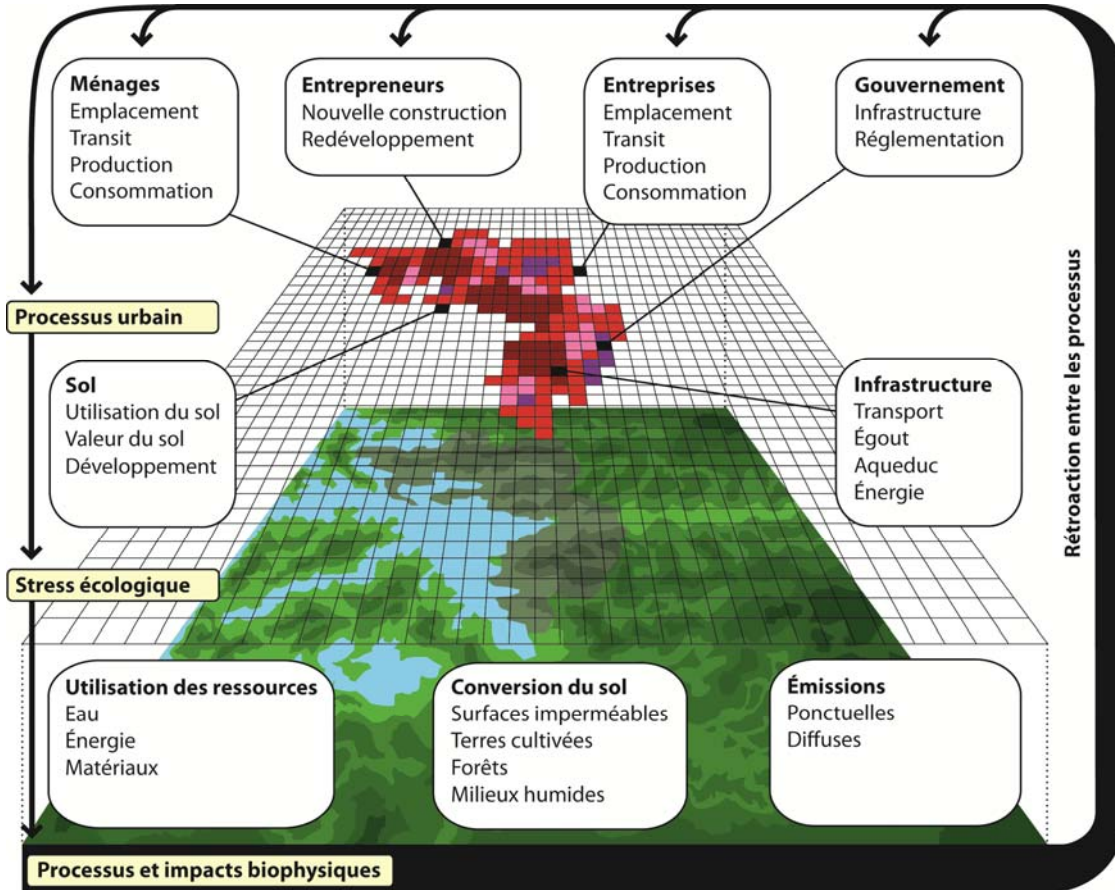 Ménages
Emplacement
Transit
Production
Consommation
Entrepreneurs
Nouvelle construction
Redéveloppement
Entreprises
Emplacement
Transit
Production
Consommation
Gouvernement
Infrastructure
Réglementation
Processus urbain
Sol
Utilisation du sol
Valeur du sol
Développement
Infrastructure
Transport
Égout
Aqueduc
Énergie
Rétroaction entre les processus
Stress écologique
Utilisation des ressources
Eau
Énergie
Matériaux
Conversion du sol
Surfaces imperméables
Terres cultivées
Forêts
Milieux humides
Émissions
Ponctuelles
Diffuses
Processus et impacts biophysiques